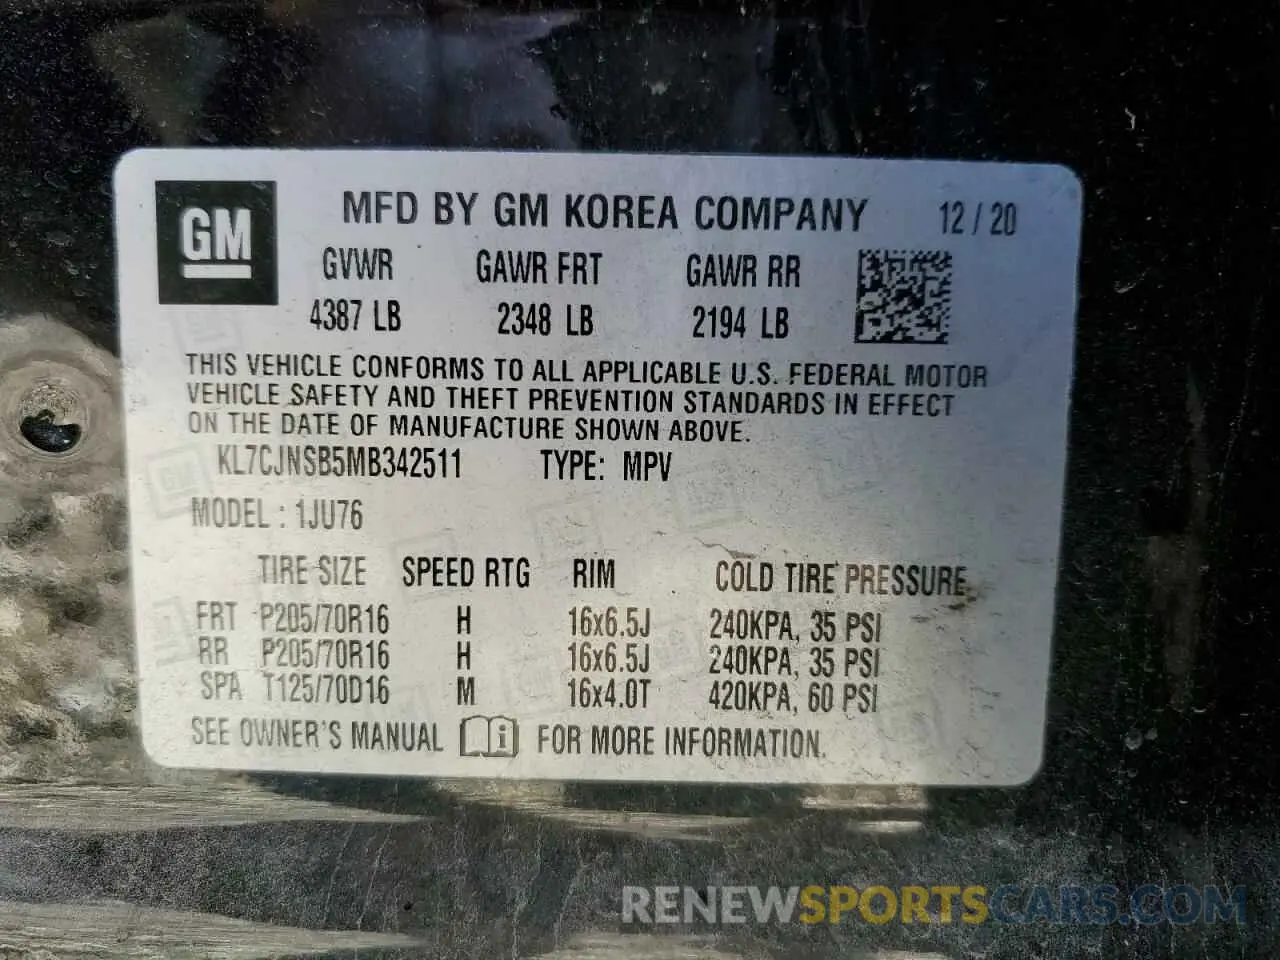 GM
MFD BY GM KOREA COMPANY 12/20
GVWR GAWR FRT GAWR RR
4387 LB 2348 LB 2194 LB
THIS VEHICLE CONFORMS TO ALL APPLICABLE U.S. FEDERAL MOTOR
VEHICLE SAFETY AND THEFT PREVENTION STANDARDS IN EFFECT
ON THE DATE OF MANUFACTURE SHOWN ABOVE.
KL7CJNSB5MB342511 TYPE: MPV
MODEL : 1JU76
TIRE SIZE SPEED RTG RIM COLD TIRE PRESSURE
FRT P205/70R16 H 16x6.5J 240KPA, 35 PSI
RR P205/70R16 H 16x6.5J 240KPA, 35 PSI
SPA T125/70D16 M 16x4.0T 420KPA, 60 PSI
SEE OWNER'S MANUAL i FOR MORE INFORMATION.
RENEWSPORTSCARS.COM